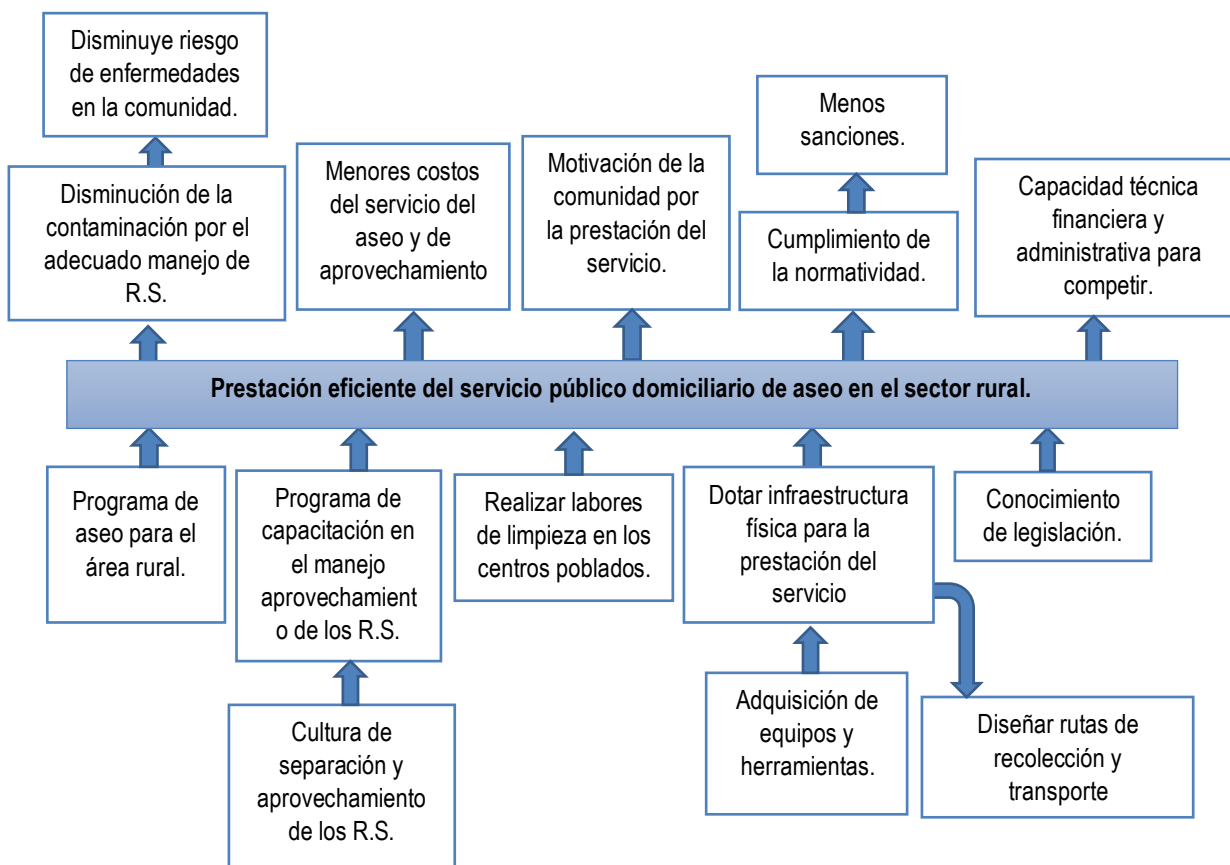 Disminuye riesgo
de enfermedades
en la comunidad.
Menos
sanciones.
Disminución de la
contaminación por el
adecuado manejo de
R.S.
Menores costos
del servicio del
aseo y de
aprovechamiento
Motivación de la
comunidad por
la prestación del
servicio.
Cumplimiento de
la normatividad.
Capacidad técnica
financiera y
administrativa para
competir.
Prestación eficiente del servicio público domiciliario de aseo en el sector rural.
Programa de
aseo para el
área rural.
Programa de
capacitación en
el manejo
aprovechamient
o de los R.S.
Realizar labores
de limpieza en los
centros poblados.
Dotar infraestructura
física para la
prestación del
servicio
Conocimiento
de legislación.
Cultura de
separación y
aprovechamiento
de los R.S.
Adquisición de
equipos y
herramientas.
Diseñar rutas de
recolección y
transporte